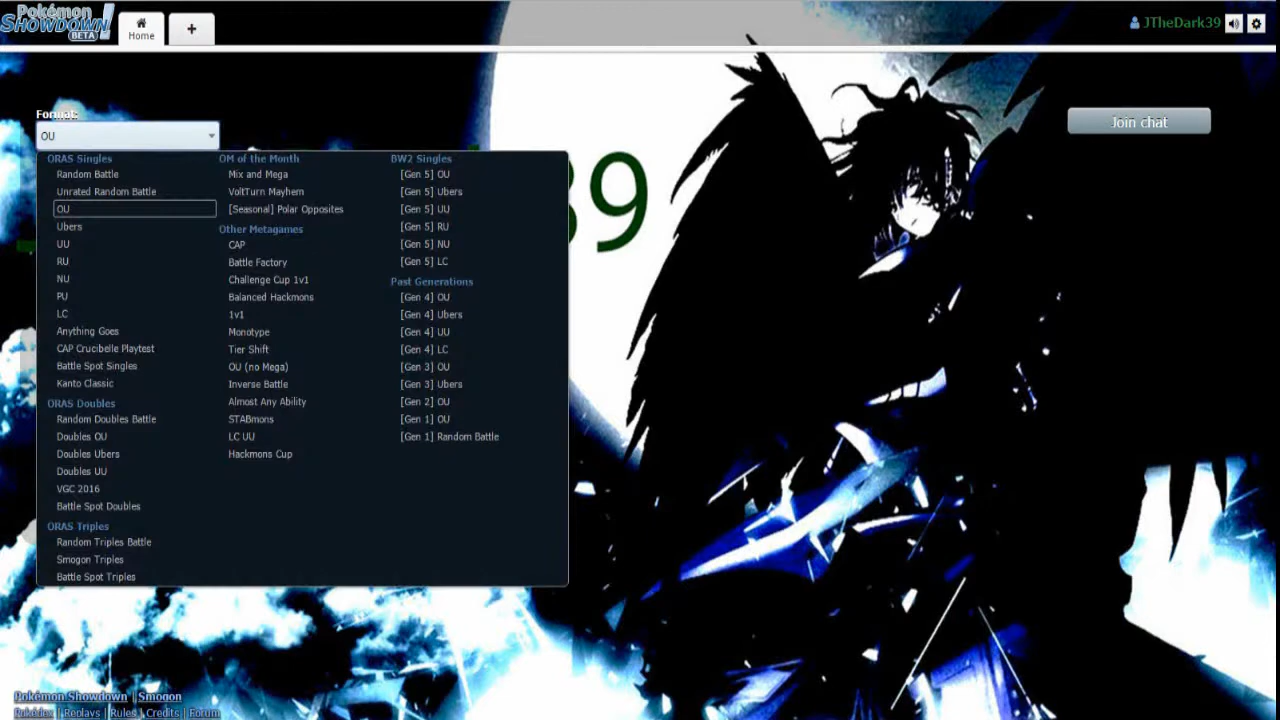 Pokémon
SHOWDOWN!
BETA
Home
+
JTheDark39
Format:
OU
39
Join chat
ORAS Singles
Random Battle
Unrated Random Battle
OU
Ubers
UU
RU
NU
PU
LC
Anything Goes
CAP Crucibelle Playtest
Battle Spot Singles
Kanto Classic
ORAS Doubles
Random Doubles Battle
Doubles OU
Doubles Ubers
Doubles UU
VGC 2016
Battle Spot Doubles
ORAS Triples
Random Triples Battle
Smogon Triples
Battle Spot Triples
OM of the Month
Mix and Mega
VoltTurn Mayhem
[Seasonal] Polar Opposites
Other Metagames
CAP
Battle Factory
Challenge Cup 1v1
Balanced Hackmons
1v1
Monotype
Tier Shift
OU (no Mega)
Inverse Battle
Almost Any Ability
STABmons
LC UU
Hackmons Cup
BW2 Singles
[Gen 5] OU
[Gen 5] Ubers
[Gen 5] UU
[Gen 5] RU
[Gen 5] NU
[Gen 5] LC
Past Generations
[Gen 4] OU
[Gen 4] Ubers
[Gen 4] UU
[Gen 4] LC
[Gen 3] OU
[Gen 3] Ubers
[Gen 2] OU
[Gen 1] OU
[Gen 1] Random Battle
Pokémon Showdown | Smogon
Pokédex | Replays | Rules | Credits | Forum